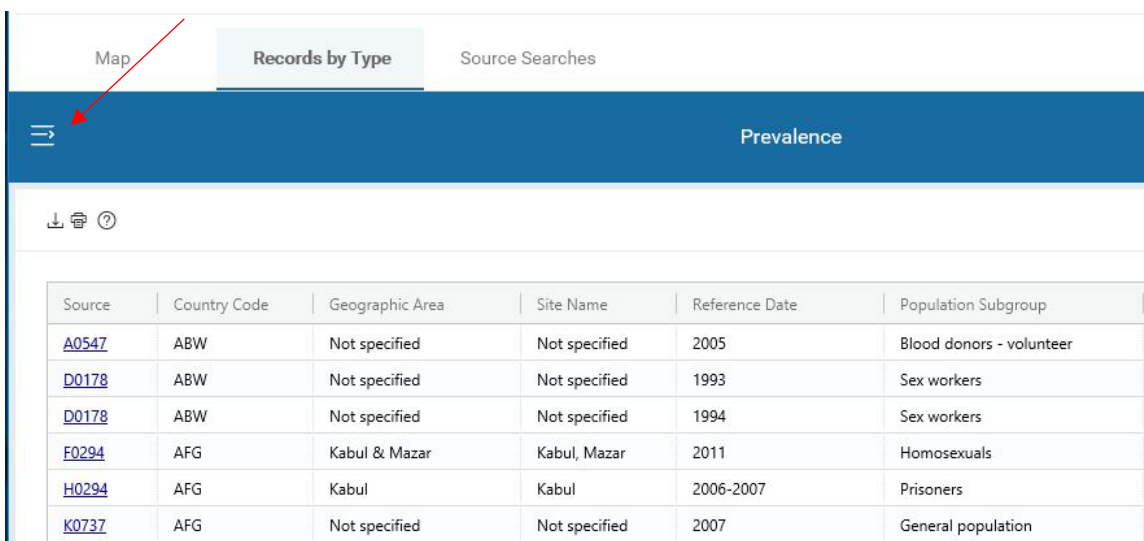 Map Records by Type Source Searches
Prevalence
Source Country Code Geographic Area Site Name Reference Date Population Subgroup
A0547 ABW Not specified Not specified 2005 Blood donors - volunteer
D0178 ABW Not specified Not specified 1993 Sex workers
D0178 ABW Not specified Not specified 1994 Sex workers
F0294 AFG Kabul & Mazar Kabul, Mazar 2011 Homosexuals
H0294 AFG Kabul Kabul 2006-2007 Prisoners
K0737 AFG Not specified Not specified 2007 General population